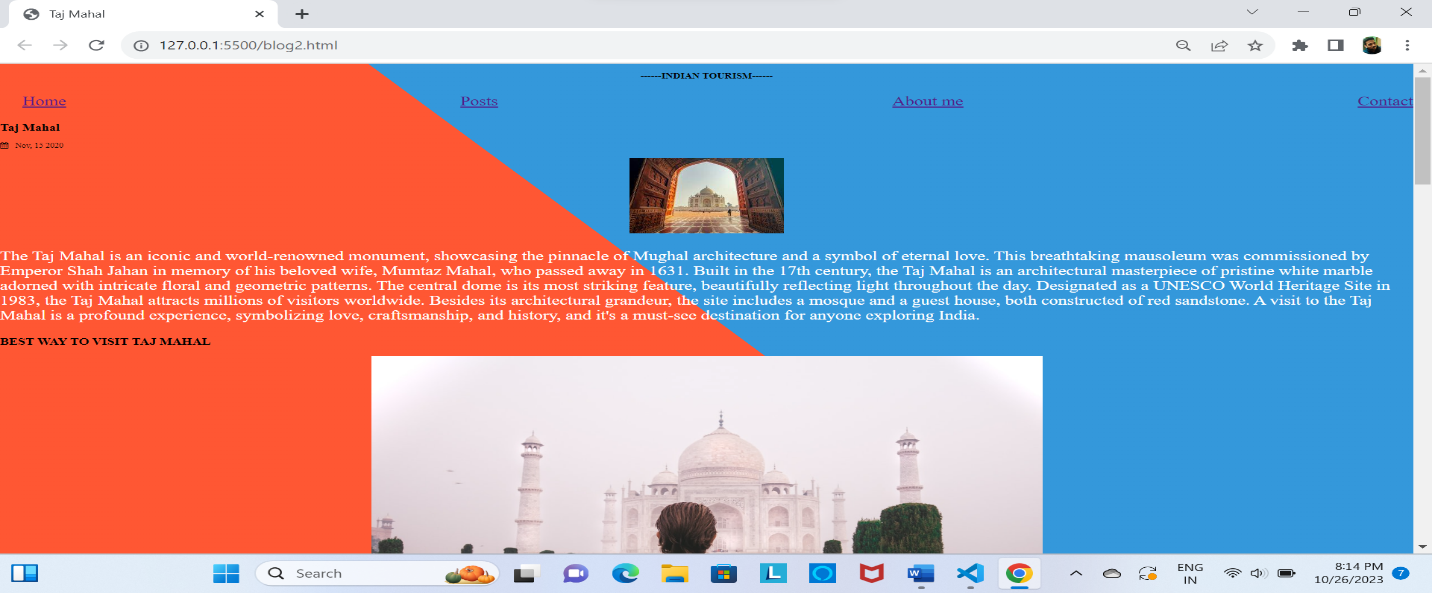 Taj Mahal
127.0.0.1:5500/blog2.html
------INDIAN TOURISM------
Home Posts About me Contact
Taj Mahal
Nov, 13 2020
The Taj Mahal is an iconic and world-renowned monument, showcasing the pinnacle of Mughal architecture and a symbol of eternal love. This breathtaking mausoleum was commissioned by
Emperor Shah Jahan in memory of his beloved wife, Mumtaz Mahal, who passed away in 1631. Built in the 17th century, the Taj Mahal is an architectural masterpiece of pristine white marble
adorned with intricate floral and geometric patterns. The central dome is its most striking feature, beautifully reflecting light throughout the day. Designated as a UNESCO World Heritage Site in
1983, the Taj Mahal attracts millions of visitors worldwide. Besides its architectural grandeur, the site includes a mosque and a guest house, both constructed of red sandstone. A visit to the Taj
Mahal is a profound experience, symbolizing love, craftsmanship, and history, and it's a must-see destination for anyone exploring India.
BEST WAY TO VISIT TAJ MAHAL
Search
L
W
ENG
IN
8:14 PM
10/26/2023
7